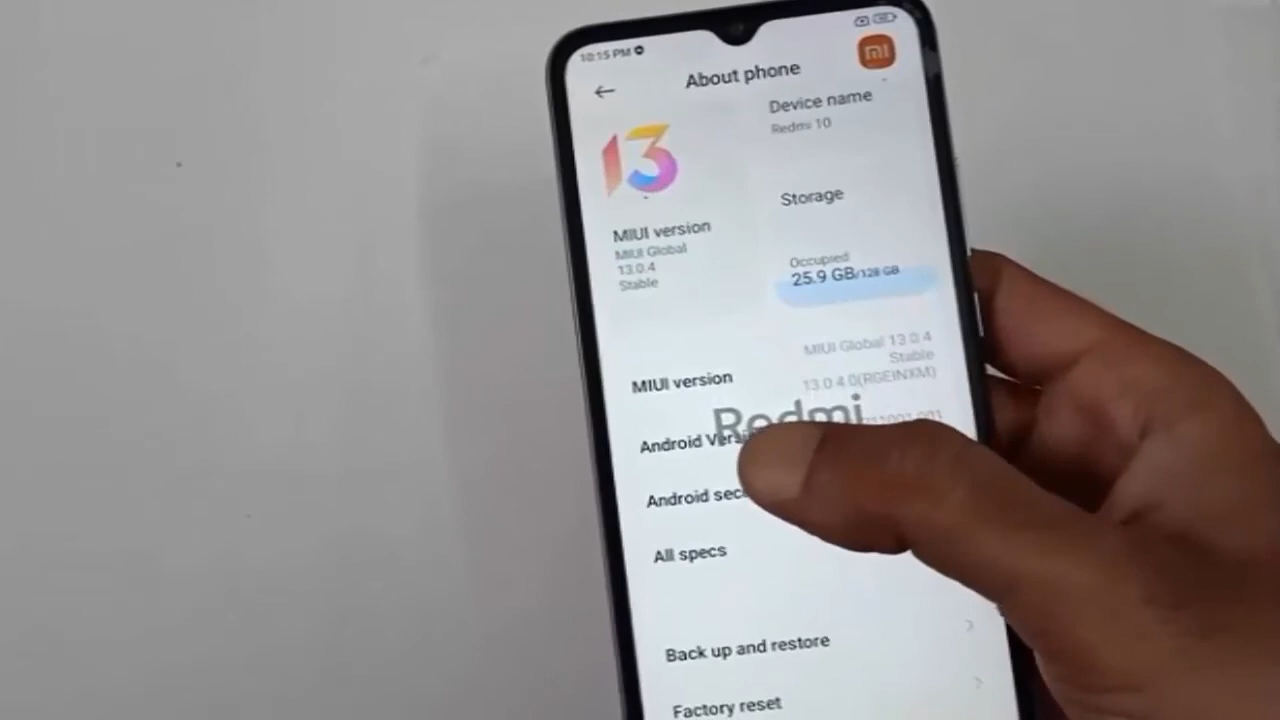 10:15 PM
mi
About phone
Device name
Redmi 10
13
Storage
MIUI version
MIUI Global
13.0.4
Stable
Occupied
25.9 GB/128 GB
MIUI version
MIUI Global 13.0.4
Stable
13.0.4.0(RGEINXM)
Redmi
Android
Android
All specs
Back up and restore
Factory reset